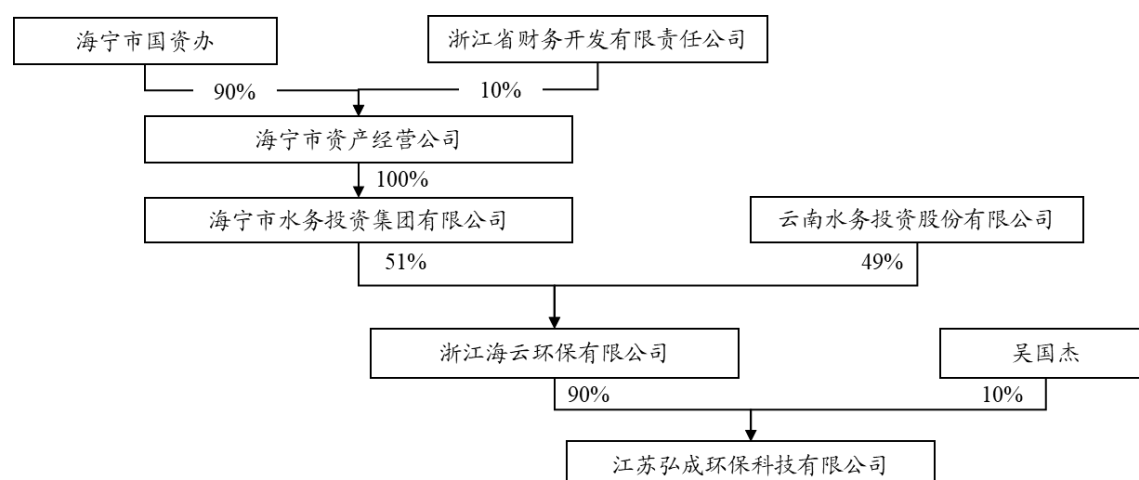 海宁市国资办
浙江省财务开发有限责任公司
90%
10%
海宁市资产经营公司
100%
海宁市水务投资集团有限公司
云南水务投资股份有限公司
51%
49%
浙江海云环保有限公司
吴国杰
90%
10%
江苏弘成环保科技有限公司